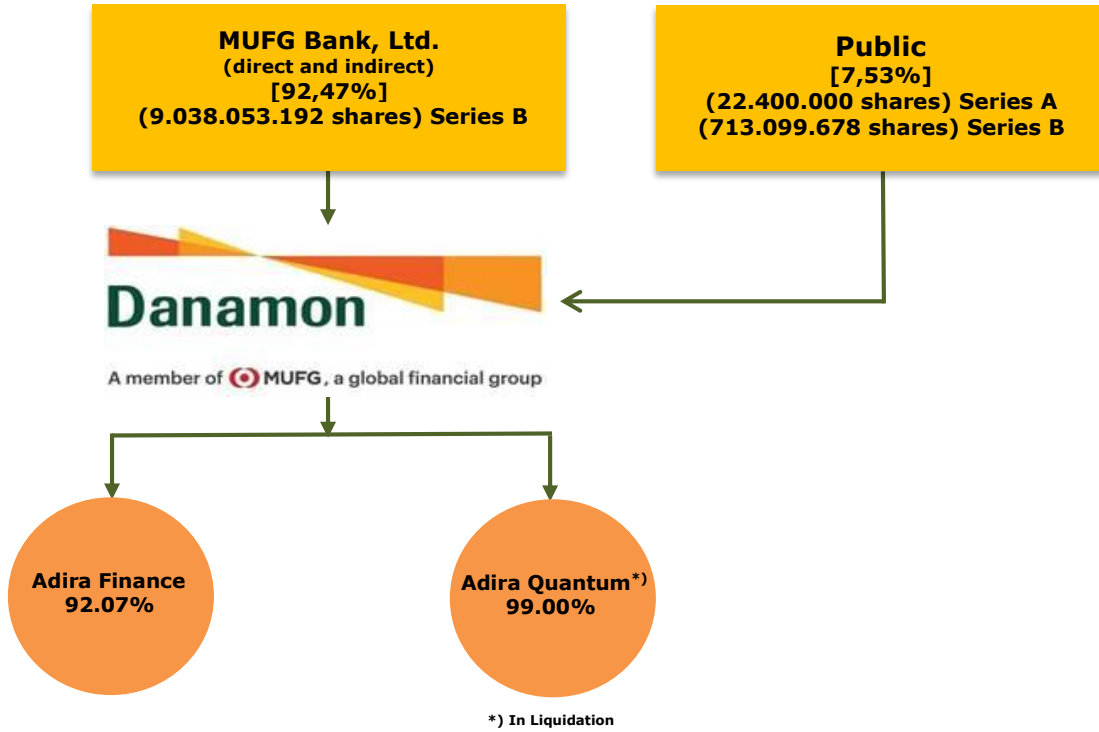 MUFG Bank, Ltd.
(direct and indirect)
[92,47%]
(9.038.053.192 shares) Series B
Public
[7,53%]
(22.400.000 shares) Series A
(713.099.678 shares) Series B
Danamon
A member of MUFG, a global financial group
Adira Finance
92.07%
Adira Quantum*)
99.00%
*) In Liquidation